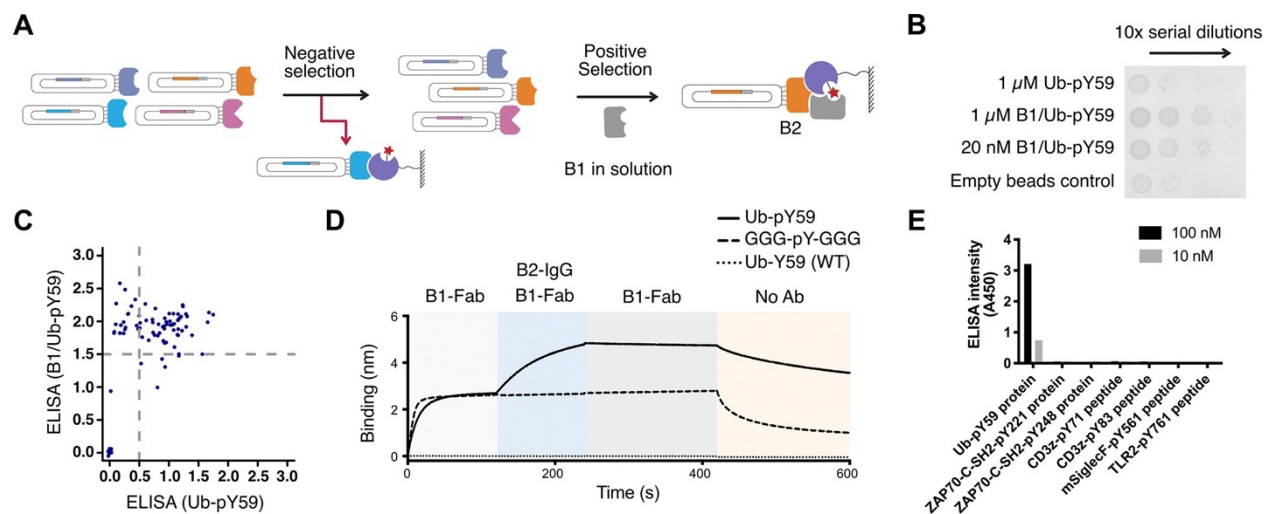 A
Negative
selection
Positive
Selection
B1 in solution
B2
B
10x serial dilutions
1 µM Ub-pY59
1 µM B1/Ub-pY59
20 nM B1/Ub-pY59
Empty beads control
C
ELISA (B1/Ub-pY59)
3.0
2.5
2.0
1.5
1.0
0.5
0.0
0.0 0.5 1.0 1.5 2.0 2.5 3.0
ELISA (Ub-pY59)
D
Ub-pY59
GGG-pY-GGG
Ub-Y59 (WT)
B2-IgG
B1-Fab B1-Fab B1-Fab No Ab
Binding (nm)
6
4
2
0
0 200 400 600
Time (s)
E
100 nM
10 nM
ELISA intensity
(A450)
4
3
2
1
0
Ub-pY59 protein
ZAP70-C-SH2-pY221 protein
ZAP70-C-SH2-pY248 protein
CD3z-pY71 peptide
CD3z-pY83 peptide
mSiglecF-pY561 peptide
TLR2-pY761 peptide